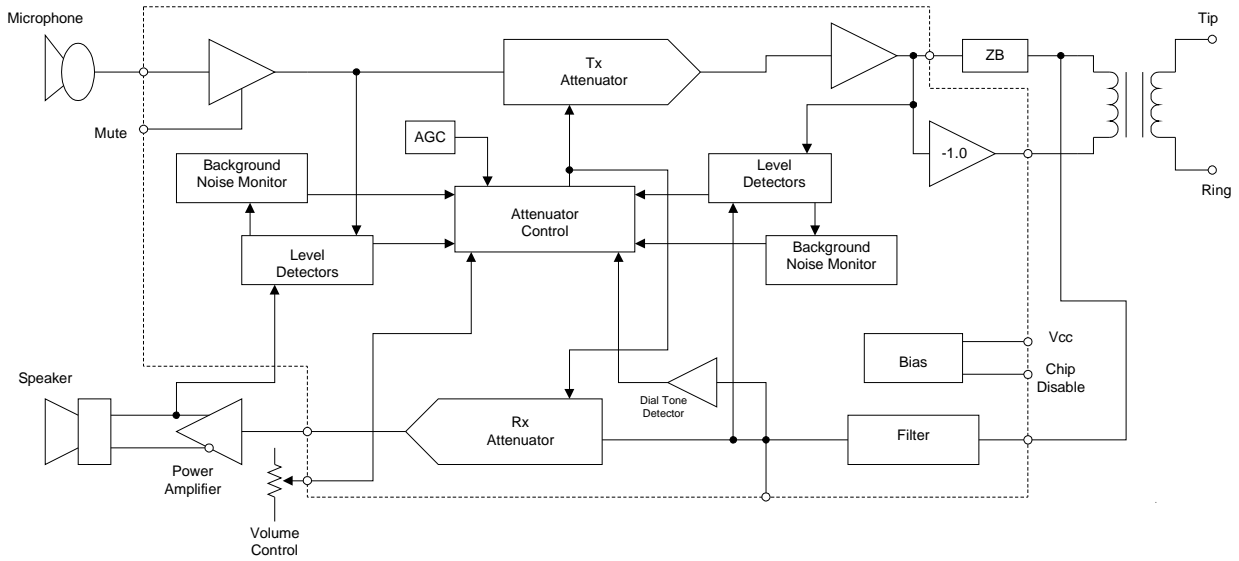 Microphone
Tip
Tx
Attenuator
ZB
Mute
AGC
-1.0
Background
Noise Monitor
Level
Detectors
Ring
Attenuator
Control
Level
Detectors
Background
Noise Monitor
Vcc
Bias
Chip
Disable
Speaker
Dial Tone
Detector
Rx
Attenuator
Filter
Power
Amplifier
Volume
Control